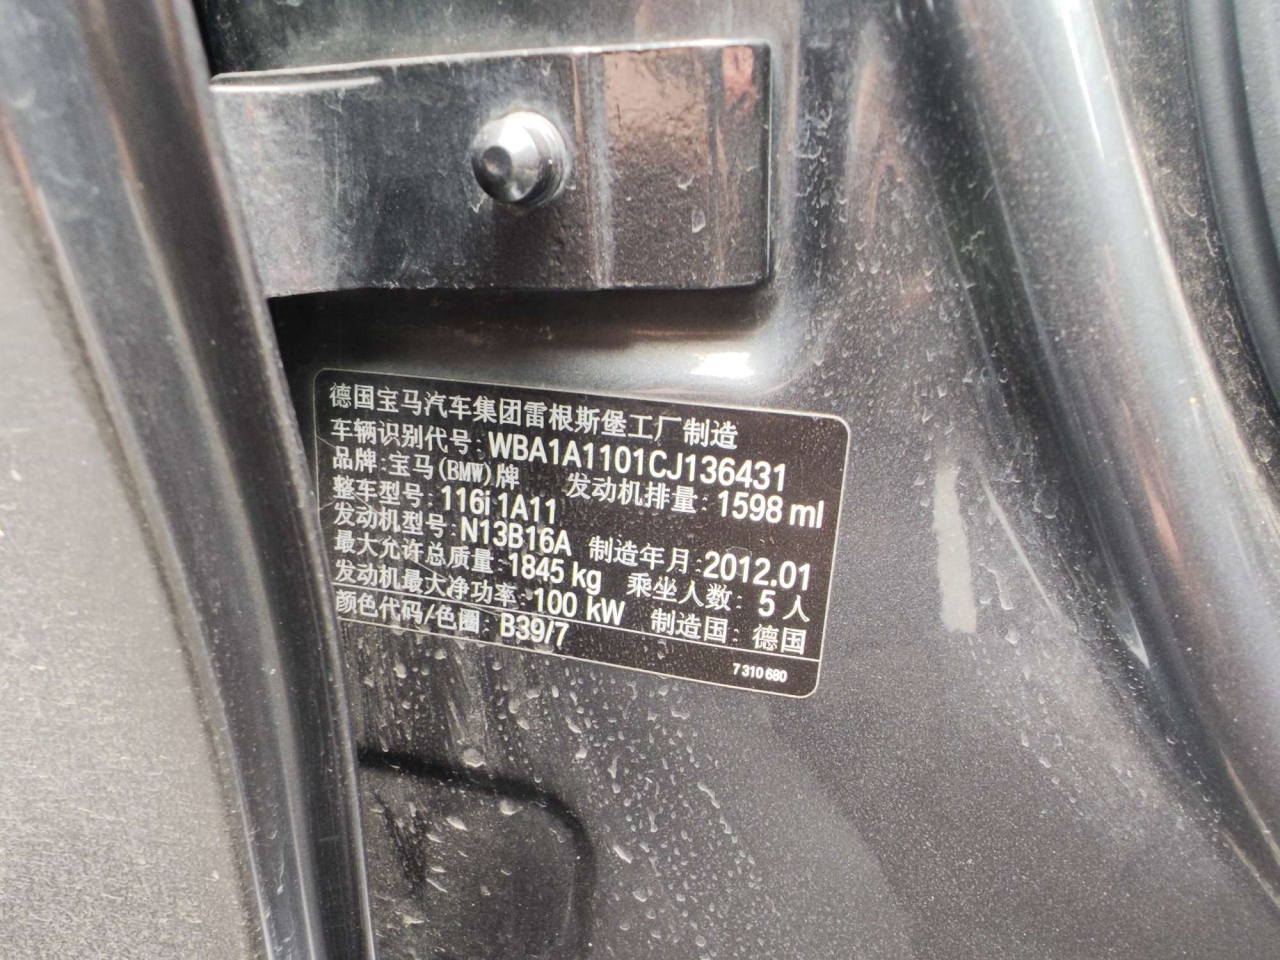 德国宝马汽车集团雷根斯堡工厂制造
车辆识别代号: WBA1A1101CJ136431
品牌: 宝马(BMW)牌 发动机排量: 1598 ml
整车型号: 116i 1A11
发动机型号: N13B16A 制造年月: 2012.01
最大允许总质量: 1845 kg 乘坐人数: 5 人
发动机最大净功率: 100 kW 制造国: 德国
颜色代码/色圈: B39/7
7 310 680